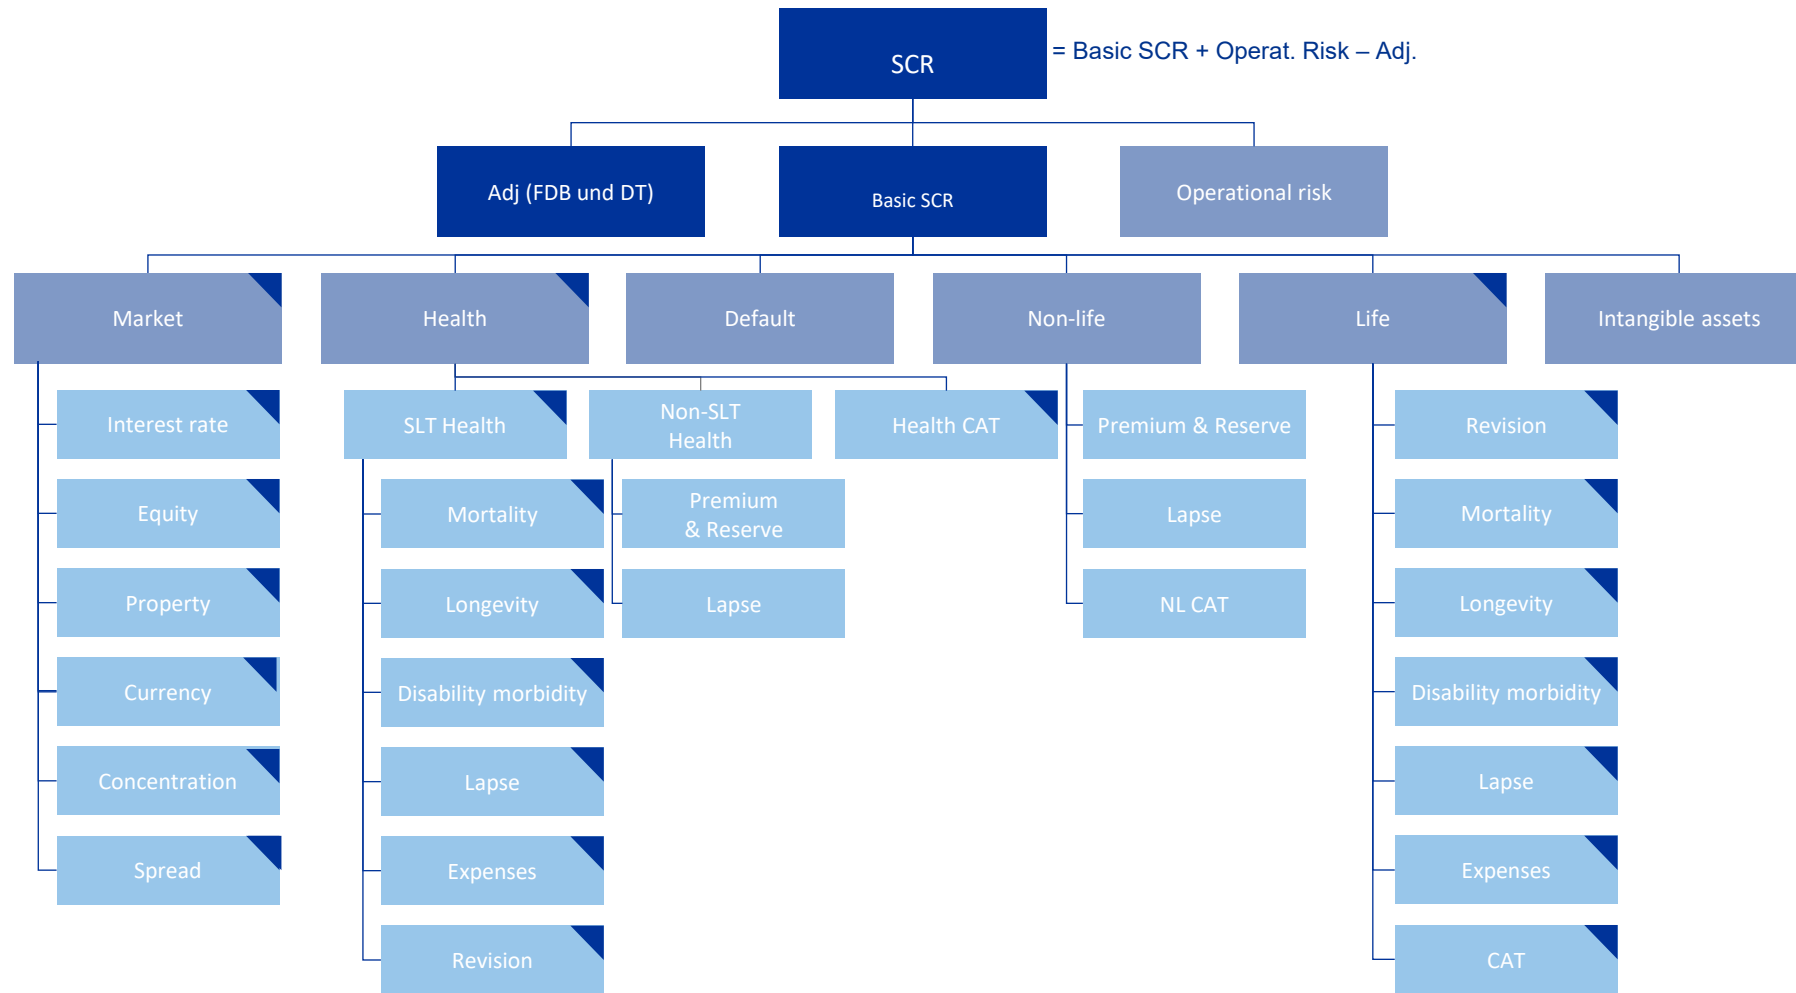 SCR
= Basic SCR + Operat. Risk – Adj.
Adj (FDB und DT)
Basic SCR
Operational risk
Market
Health
Default
Non-life
Life
Intangible assets
Interest rate
Equity
Property
Currency
Concentration
Spread
SLT Health
Mortality
Longevity
Disability morbidity
Lapse
Expenses
Revision
Non-SLT
Health
Premium
& Reserve
Lapse
Health CAT
Premium & Reserve
Lapse
NL CAT
Revision
Mortality
Longevity
Disability morbidity
Lapse
Expenses
CAT